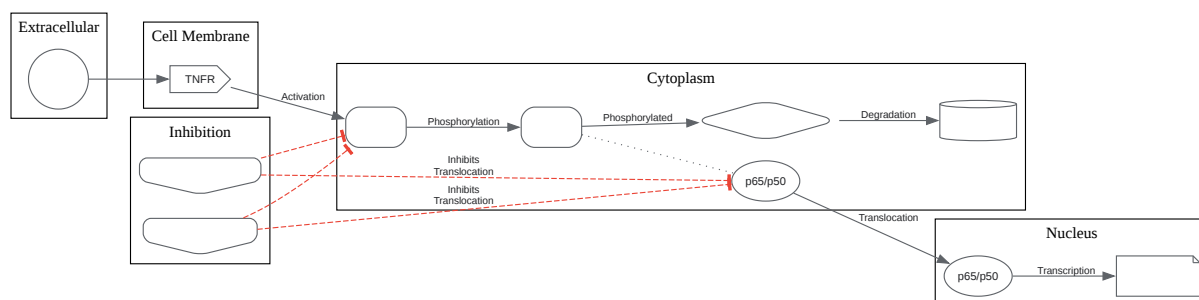 Extracellular
Cell Membrane
TNFR
Activation
Inhibition
Cytoplasm
Phosphorylation
Phosphorylated
Degradation
Inhibits
Translocation
Inhibits
Translocation
p65/p50
Translocation
Nucleus
p65/p50
Transcription